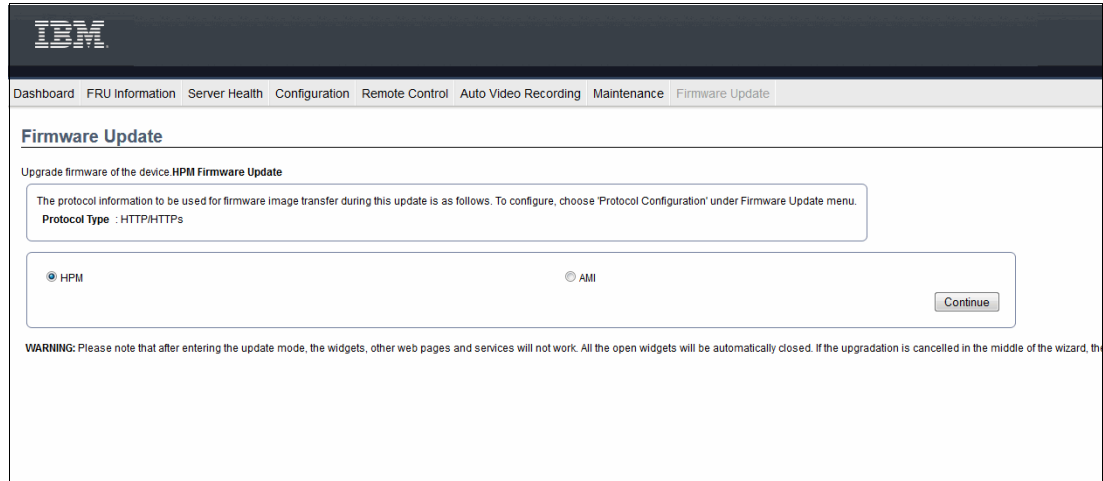 IBM.
Dashboard FRU Information Server Health Configuration Remote Control Auto Video Recording Maintenance Firmware Update
Firmware Update
Upgrade firmware of the device.HPM Firmware Update
The protocol information to be used for firmware image transfer during this update is as follows. To configure, choose 'Protocol Configuration' under Firmware Update menu.
Protocol Type : HTTP/HTTPs
HPM AMI
Continue
WARNING: Please note that after entering the update mode, the widgets, other web pages and services will not work. All the open widgets will be automatically closed. If the upgradation is cancelled in the middle of the wizard, the